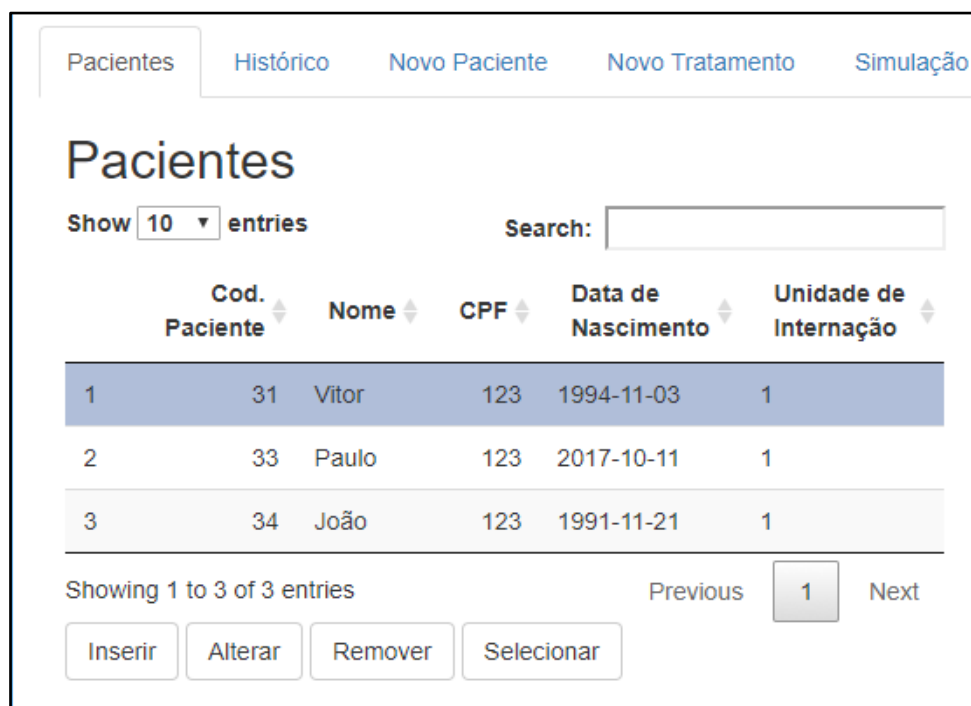 Pacientes Histórico Novo Paciente Novo Tratamento Simulação
Pacientes
Show 10 entries Search:
Cod. Paciente Nome CPF Data de Nascimento Unidade de Internação
1 31 Vitor 123 1994-11-03 1
2 33 Paulo 123 2017-10-11 1
3 34 João 123 1991-11-21 1
Showing 1 to 3 of 3 entries Previous 1 Next
Inserir Alterar Remover Selecionar